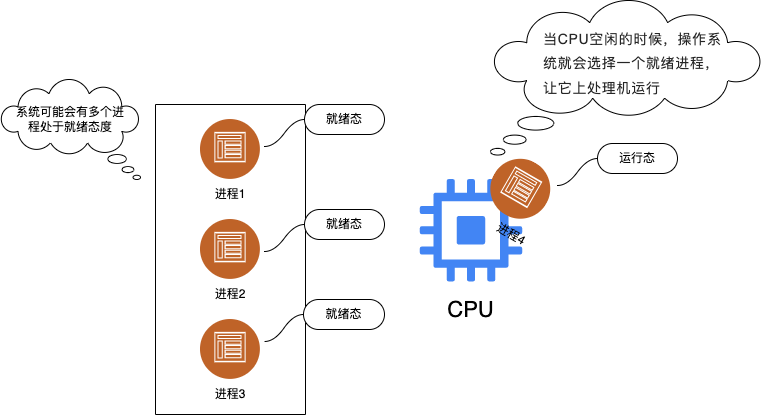 当CPU空闲的时候，操作系
统就会选择一个就绪进程，
让它上处理机运行
系统可能会有多个进
程处于就绪态度
就绪态
进程1
运行态
就绪态
进程4
进程2
就绪态
CPU
进程3